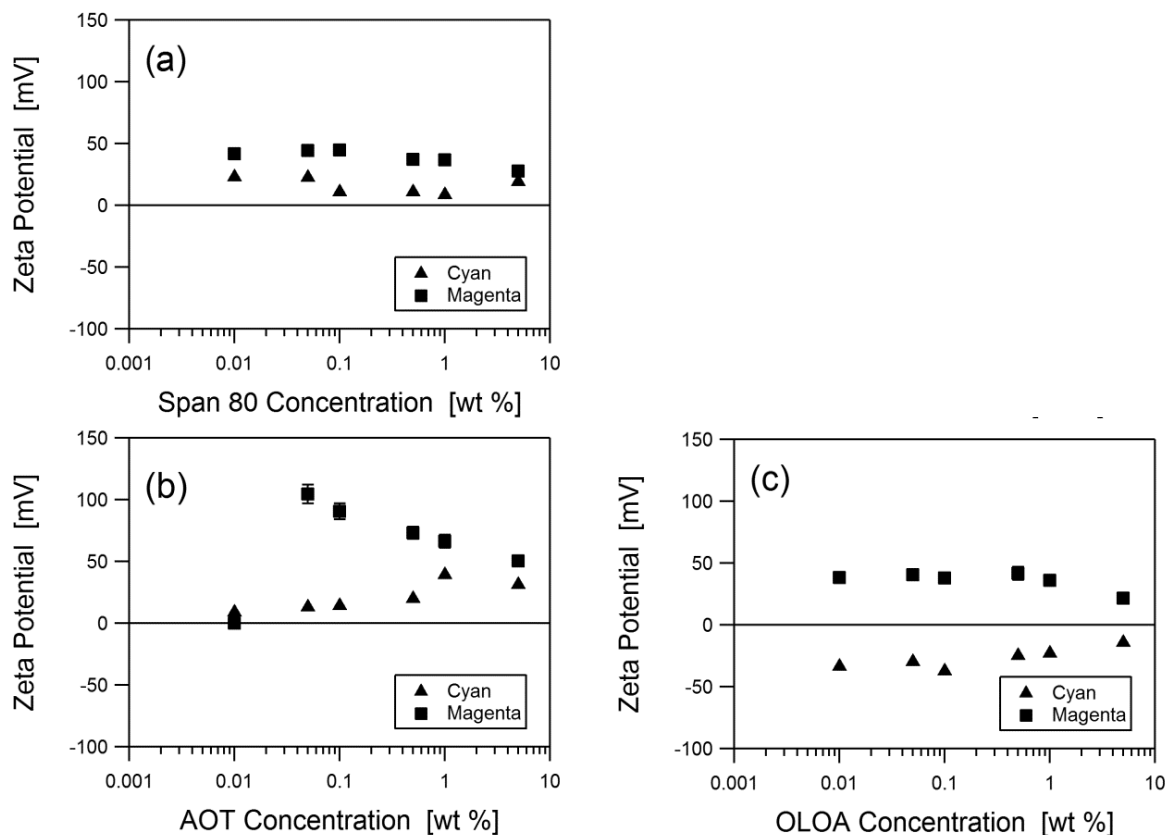 (a)
Zeta Potential [mV]
150
100
50
0
-50
-100
Cyan
Magenta
0.001 0.01 0.1 1 10
Span 80 Concentration [wt %]
(b)
Zeta Potential [mV]
150
100
50
0
-50
-100
Cyan
Magenta
0.001 0.01 0.1 1 10
AOT Concentration [wt %]
(c)
Zeta Potential [mV]
150
100
50
0
-50
-100
Cyan
Magenta
0.001 0.01 0.1 1 10
OLOA Concentration [wt %]